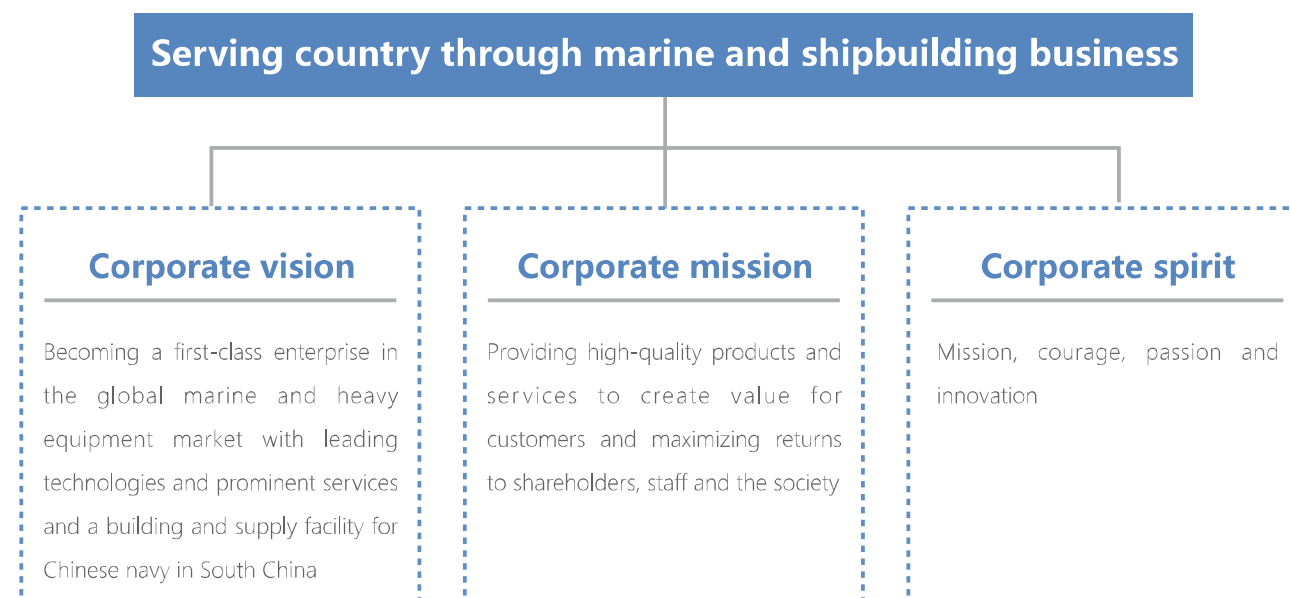 Serving country through marine and shipbuilding business
Corporate vision
Becoming a first-class enterprise in
the global marine and heavy
equipment market with leading
technologies and prominent services
and a building and supply facility for
Chinese navy in South China
Corporate mission
Providing high-quality products and
services to create value for
customers and maximizing returns
to shareholders, staff and the society
Corporate spirit
Mission, courage, passion and
innovation